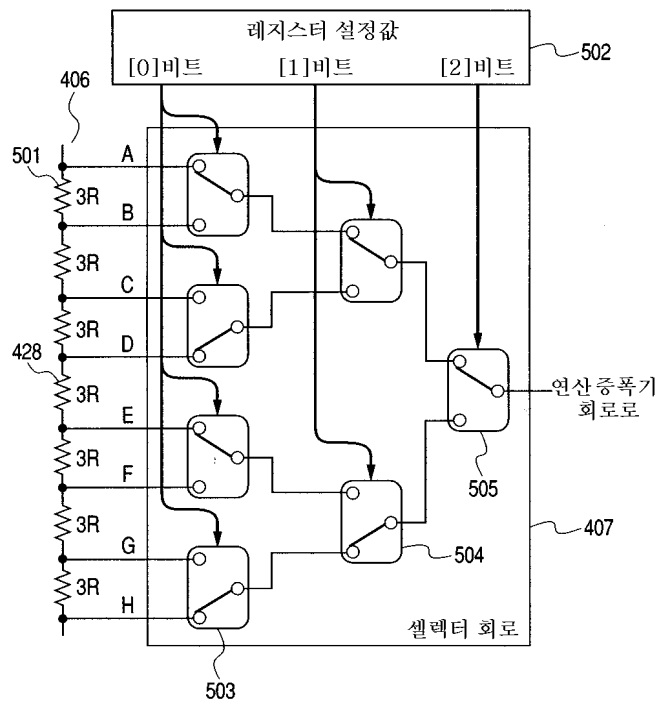 레지스터 설정값
[0]비트 [1]비트 [2]비트
502
406
501
A
3R
B
3R
C
3R
D
428
3R
E
3R
F
3R
G
3R
H
연산 증폭기
회로로
505
504
407
셀렉터 회로
503